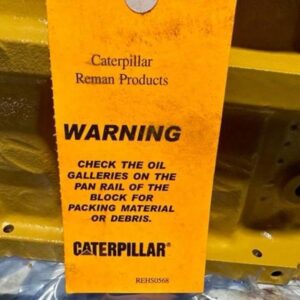 Caterpillar
Reman Products
WARNING
CHECK THE OIL
GALLERIES ON THE
PAN RAIL OF THE
BLOCK FOR
PACKING MATERIAL
OR DEBRIS.
CATERPILLAR®
REHS0568